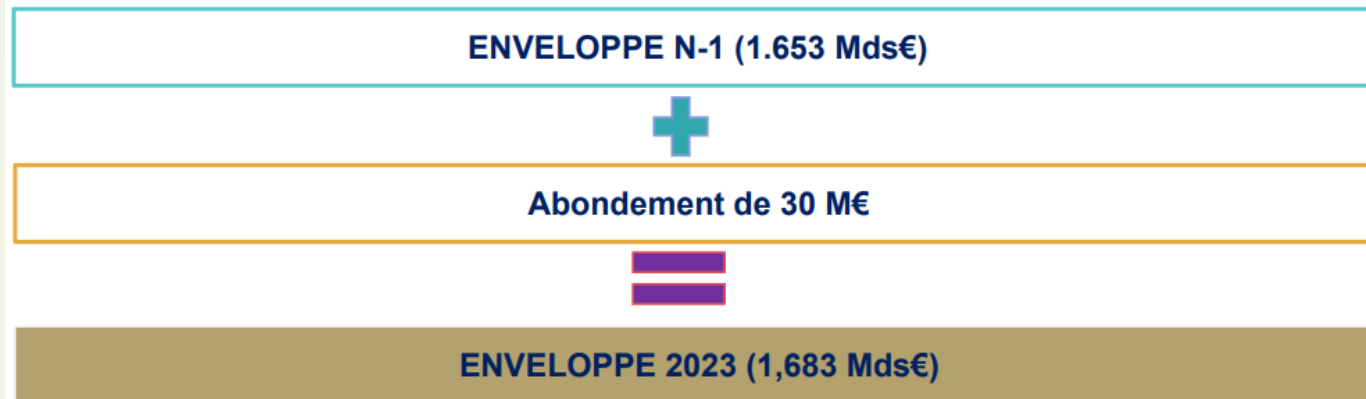 ENVELOPPE N-1 (1.653 Mds€)
Abondement de 30 M€
ENVELOPPE 2023 (1,683 Mds€)